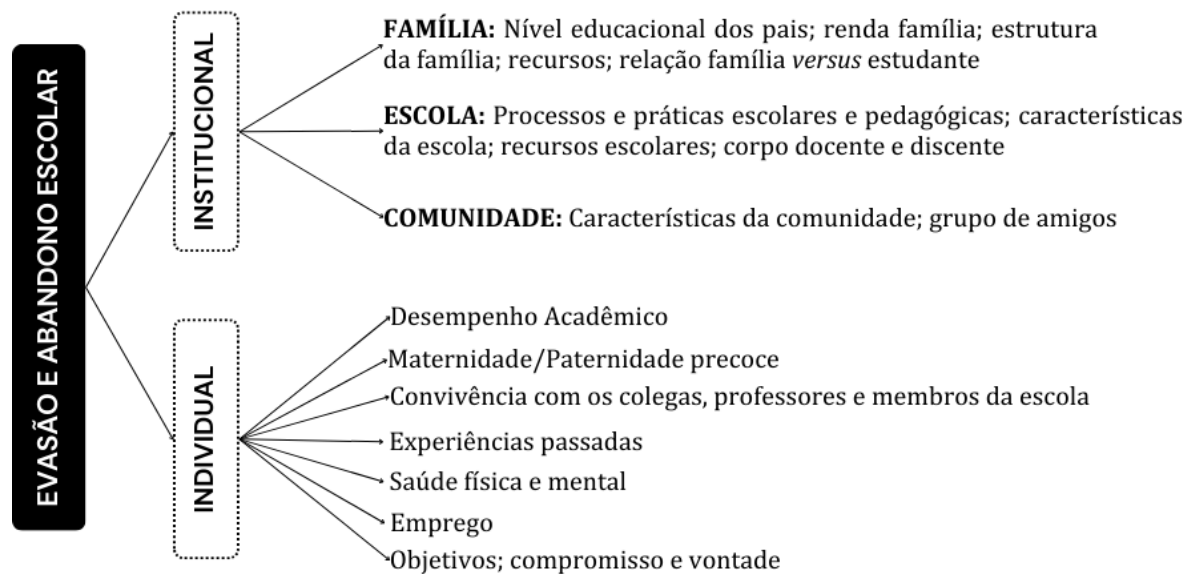 EVASÃO E ABANDONO ESCOLAR
INSTITUCIONAL
FAMÍLIA: Nível educacional dos pais; renda família; estrutura
da família; recursos; relação família versus estudante
ESCOLA: Processos e práticas escolares e pedagógicas; características
da escola; recursos escolares; corpo docente e discente
COMUNIDADE: Características da comunidade; grupo de amigos
INDIVIDUAL
Desempenho Acadêmico
Maternidade/Paternidade precoce
Convivência com os colegas, professores e membros da escola
Experiências passadas
Saúde física e mental
Emprego
Objetivos; compromisso e vontade